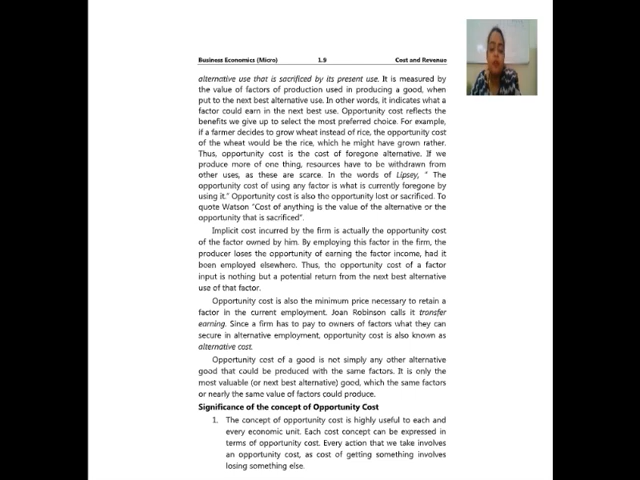 Business Economics (Micro) 1.9 Cost and Revenue
alternative use that is sacrificed by its present use. It is measured by
the value of factors of production used in producing a good, when
put to the next best alternative use. In other words, it indicates what a
factor could earn in the next best use. Opportunity cost reflects the
benefits we give up to select the most preferred choice. For example,
if a farmer decides to grow wheat instead of rice, the opportunity cost
of the wheat would be the rice, which he might have grown rather.
Thus, opportunity cost is the cost of foregone alternative. If we
produce more of one thing, resources have to be withdrawn from
other uses, as these are scarce. In the words of Lipsey, " The
opportunity cost of using any factor is what is currently foregone by
using it." Opportunity cost is also the opportunity lost or sacrificed. To
quote Watson "Cost of anything is the value of the alternative or the
opportunity that is sacrificed".
Implicit cost incurred by the firm is actually the opportunity cost
of the factor owned by him. By employing this factor in the firm, the
producer loses the opportunity of earning the factor income, had it
been employed elsewhere. Thus, the opportunity cost of a factor
input is nothing but a potential return from the next best alternative
use of that factor.
Opportunity cost is also the minimum price necessary to retain a
factor in the current employment. Joan Robinson calls it transfer
earning. Since a firm has to pay to owners of factors what they can
secure in alternative employment, opportunity cost is also known as
alternative cost.
Opportunity cost of a good is not simply any other alternative
good that could be produced with the same factors. It is only the
most valuable (or next best alternative) good, which the same factors
or nearly the same value of factors could produce.
Significance of the concept of Opportunity Cost
1. The concept of opportunity cost is highly useful to each and
every economic unit. Each cost concept can be expressed in
terms of opportunity cost. Every action that we take involves
an opportunity cost, as cost of getting something involves
losing something else.